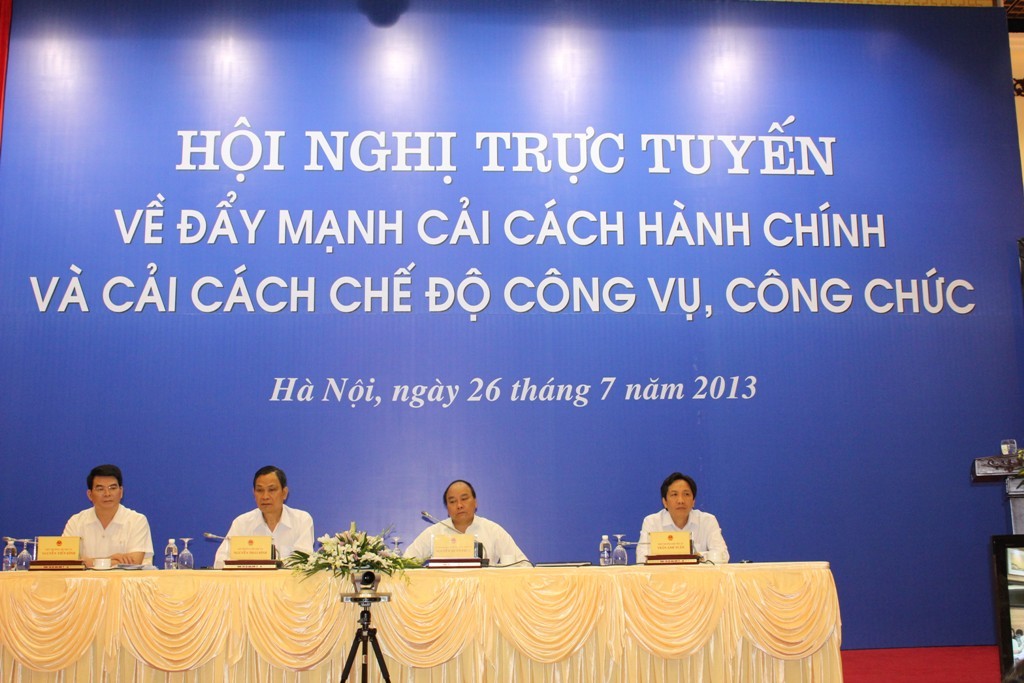 HỘI NGHỊ TRỰC TUYẾN
VỀ ĐẨY MẠNH CẢI CÁCH HÀNH CHÍNH
VÀ CẢI CÁCH CHẾ ĐỘ CÔNG VỤ, CÔNG CHỨC
Hà Nội, ngày 26 tháng 7 năm 2013